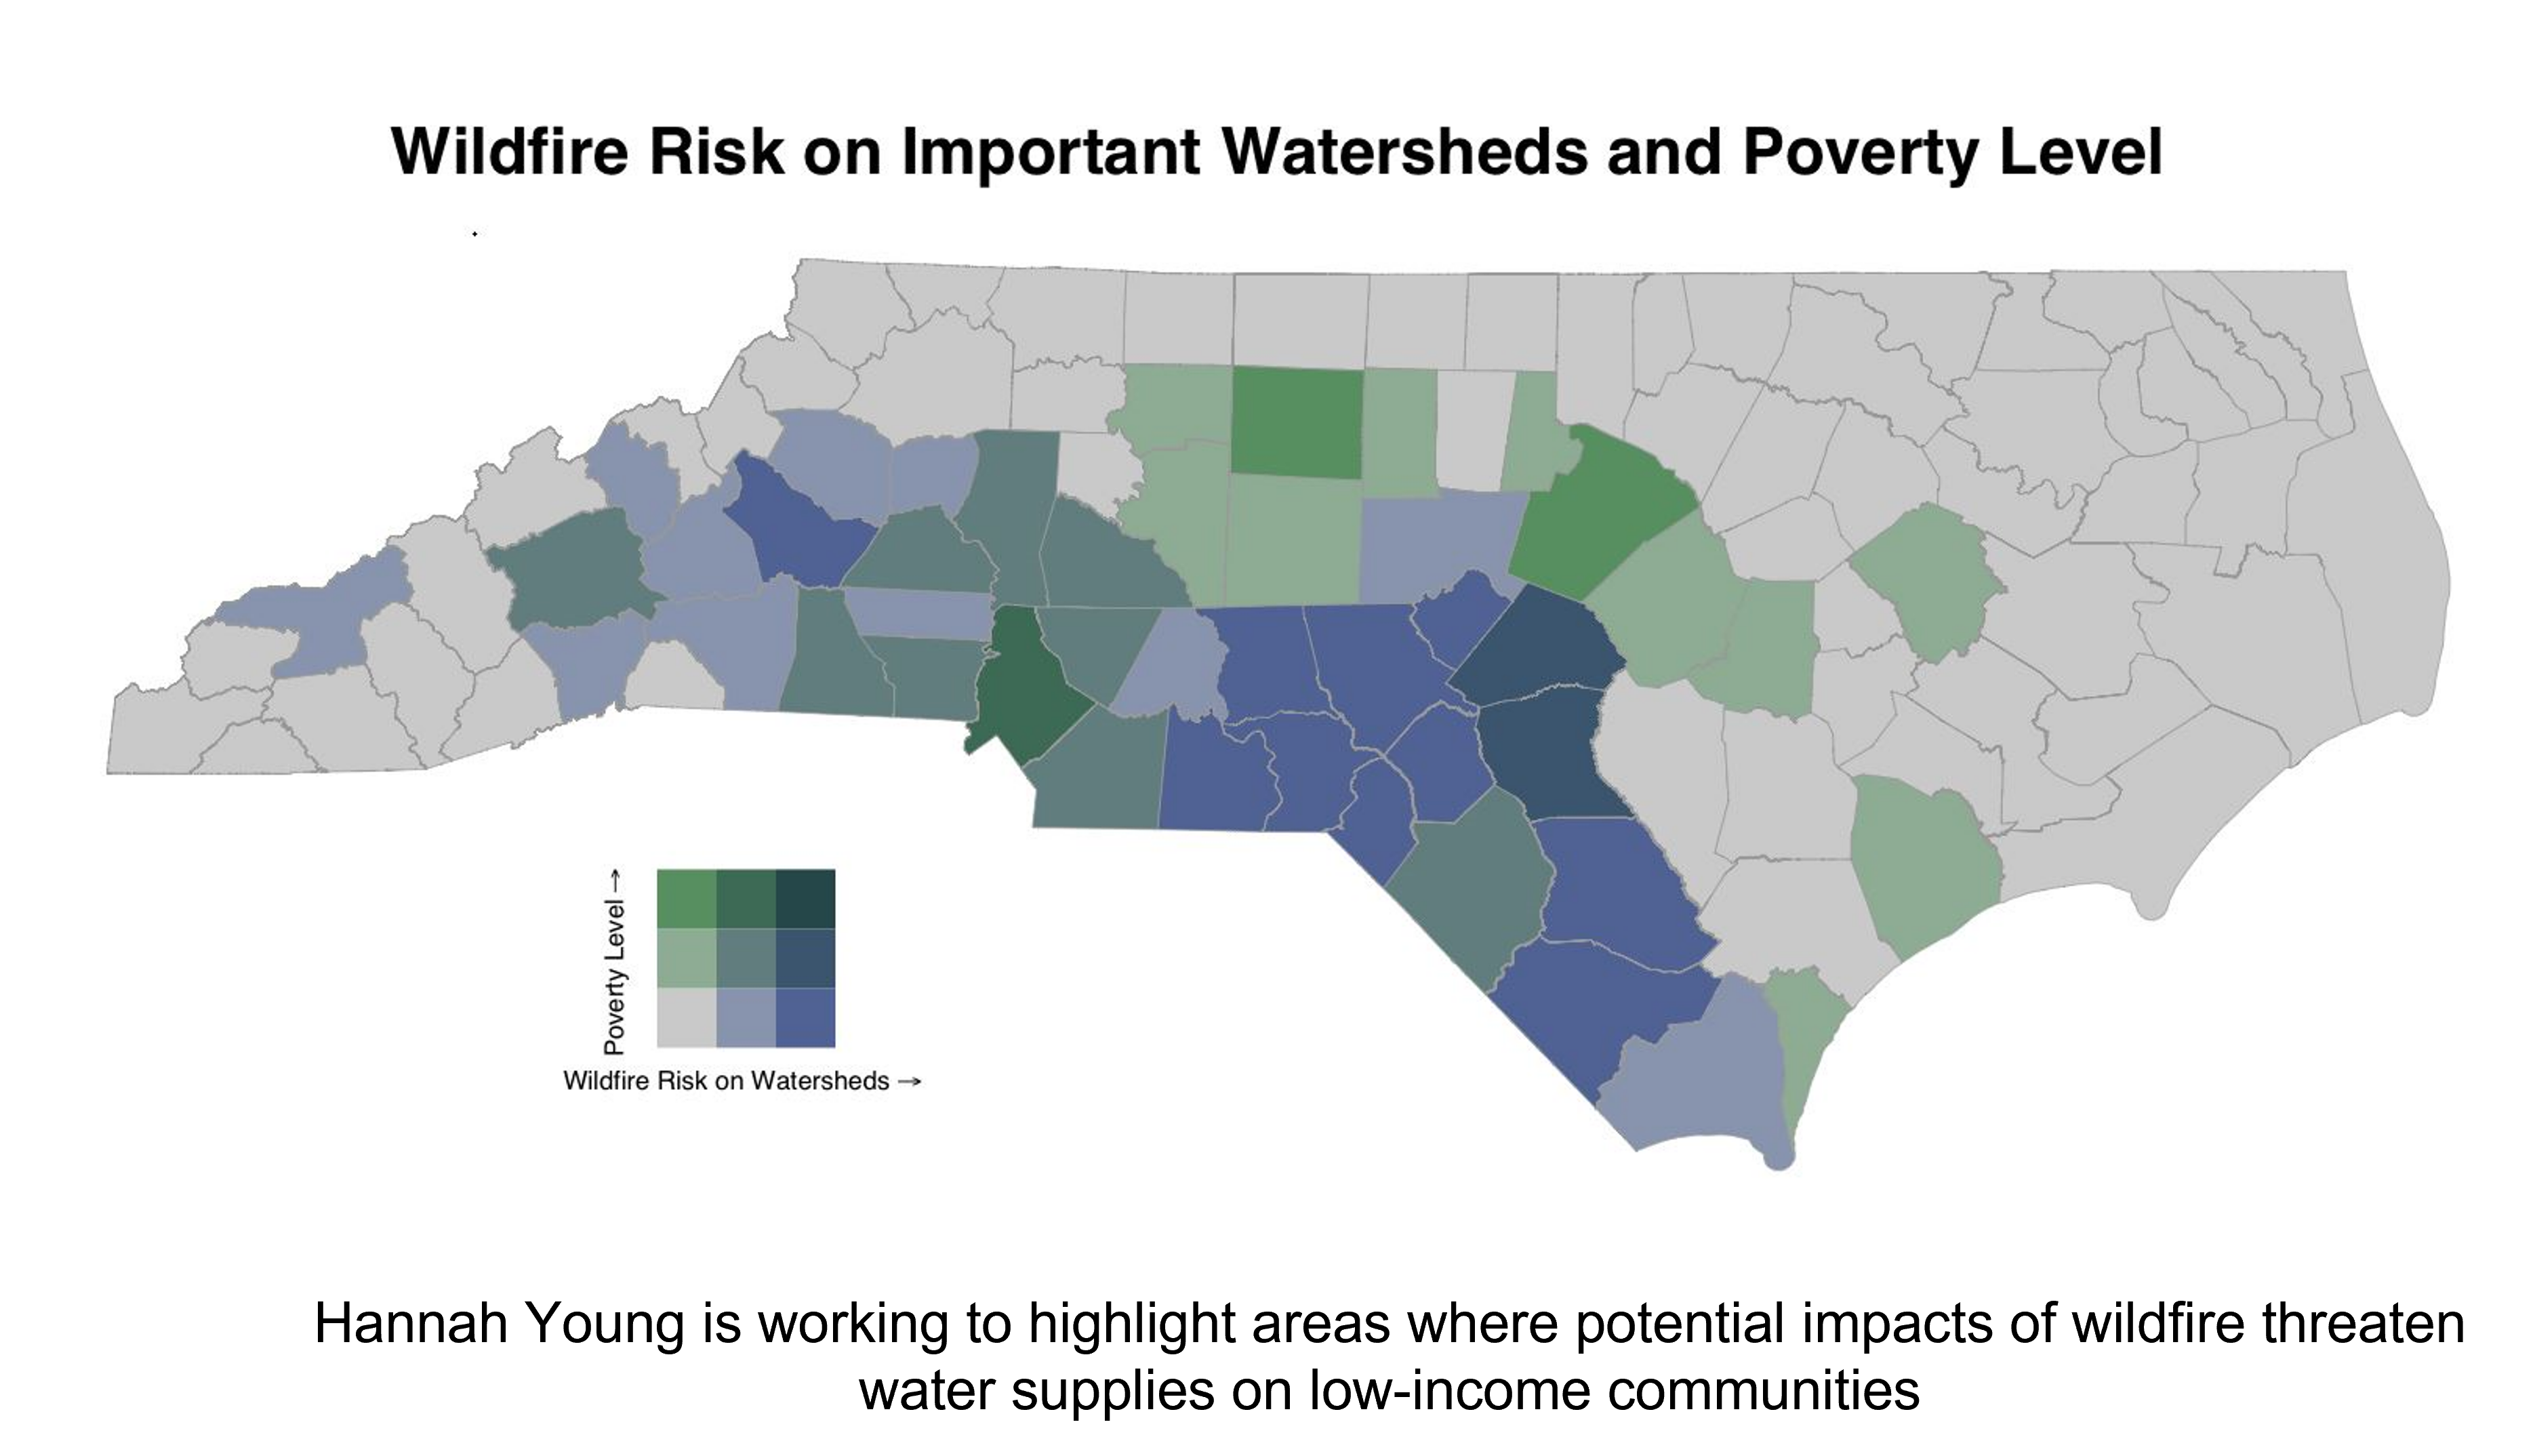 Wildfire Risk on Important Watersheds and Poverty Level
Poverty Level →
Wildfire Risk on Watersheds →
Hannah Young is working to highlight areas where potential impacts of wildfire threaten
water supplies on low-income communities